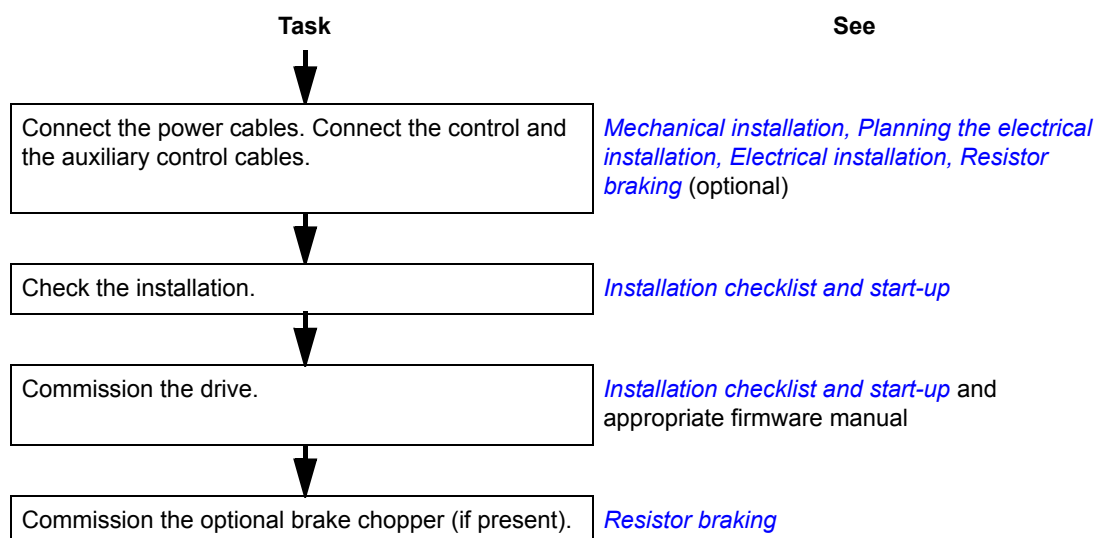 Task
See
Connect the power cables. Connect the control and
the auxiliary control cables.
Mechanical installation, Planning the electrical
installation, Electrical installation, Resistor
braking (optional)
Check the installation.
Installation checklist and start-up
Commission the drive.
Installation checklist and start-up and
appropriate firmware manual
Commission the optional brake chopper (if present).
Resistor braking